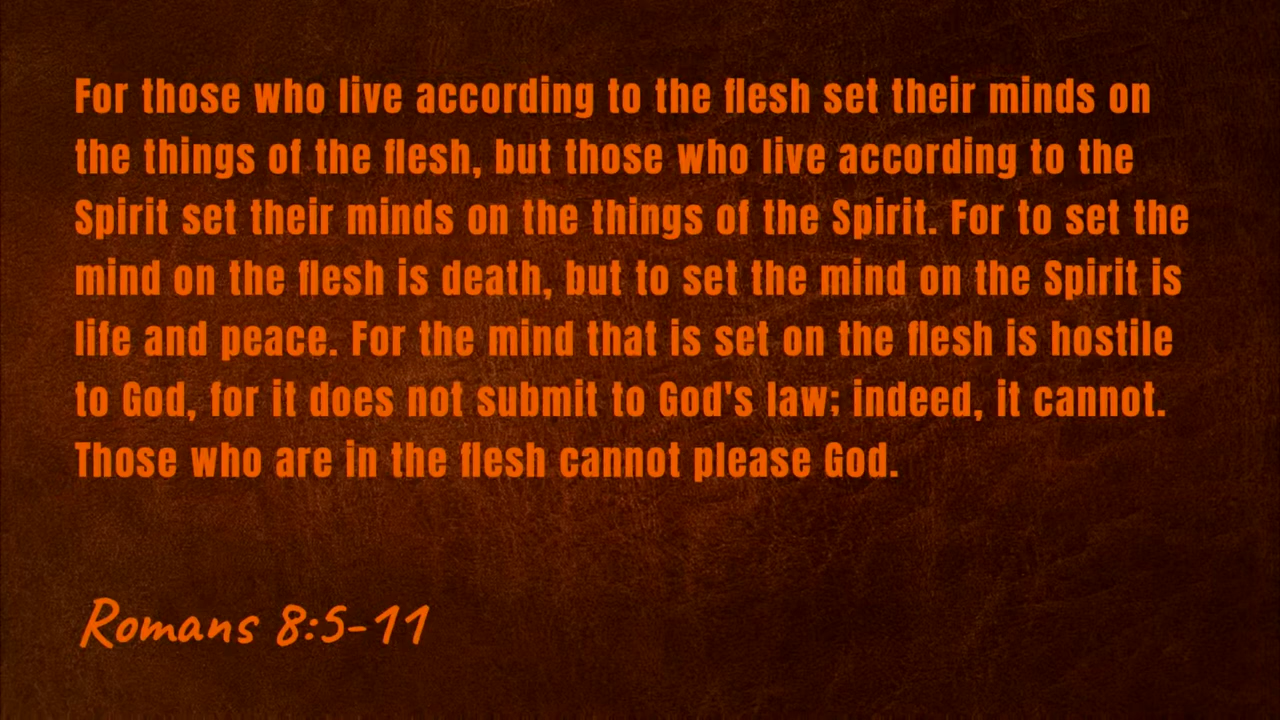 For those who live according to the flesh set their minds on
the things of the flesh, but those who live according to the
Spirit set their minds on the things of the Spirit. For to set the
mind on the flesh is death, but to set the mind on the Spirit is
life and peace. For the mind that is set on the flesh is hostile
to God, for it does not submit to God's law; indeed, it cannot.
Those who are in the flesh cannot please God.
Romans 8:5-11